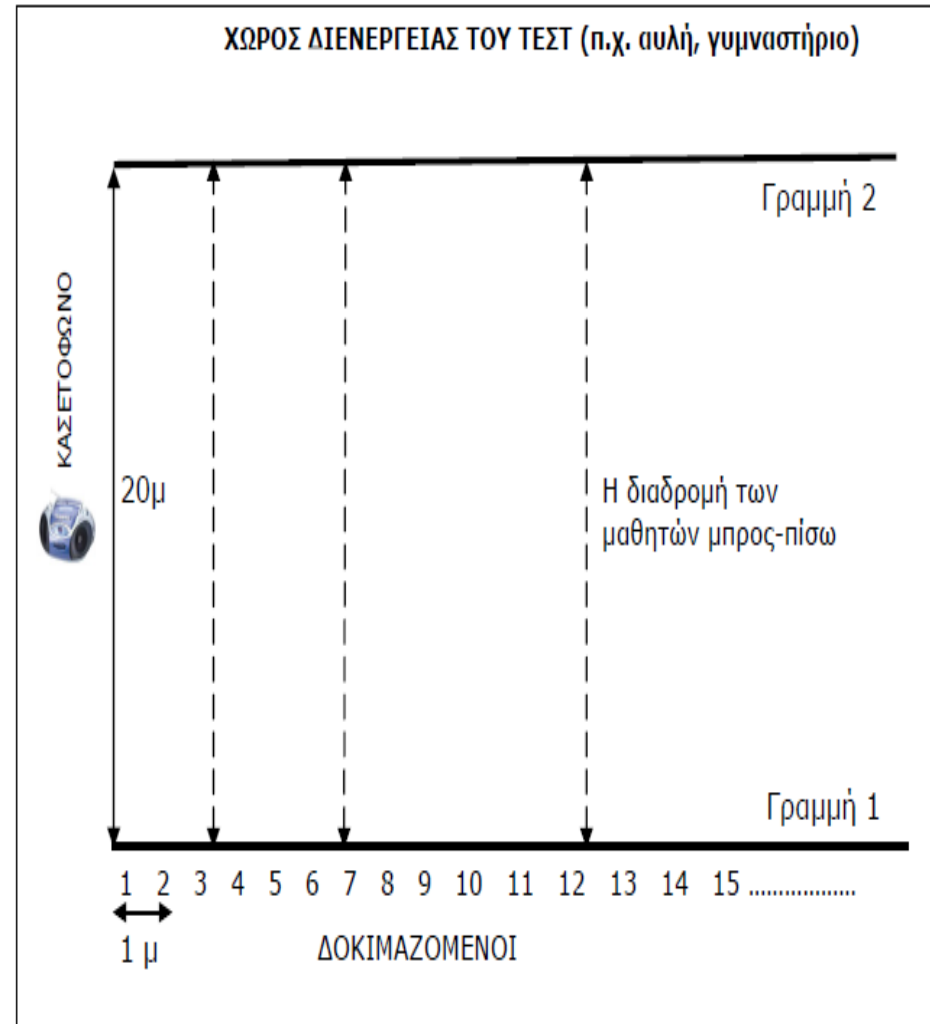 ΧΩΡΟΣ ΔΙΕΝΕΡΓΕΙΑΣ ΤΟΥ ΤΕΣΤ (π.χ. αυλή, γυμναστήριο)
Γραμμή 2
ΚΑΣΕΤΟΦΩΝΟ
20μ
Η διαδρομή των
μαθητών μπρος-πίσω
Γραμμή 1
1 2 3 4 5 6 7 8 9 10 11 12 13 14 15 .................
1 μ
ΔΟΚΙΜΑΖΟΜΕΝΟΙ